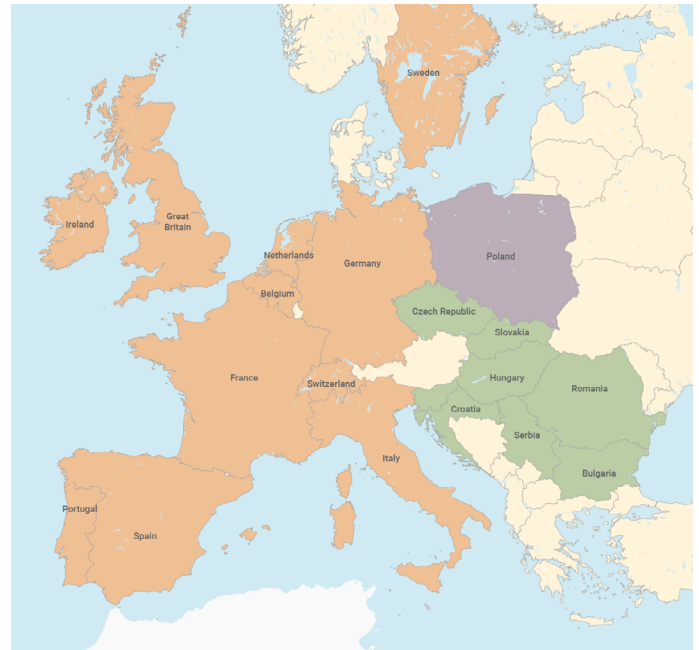 Sweden
Ireland
Great
Britain
Netherlands
Germany
Poland
Belgium
Czech Republic
Slovakia
France
Switzerland
Hungary
Romania
Croatia
Serbia
Italy
Bulgaria
Portugal
Spain